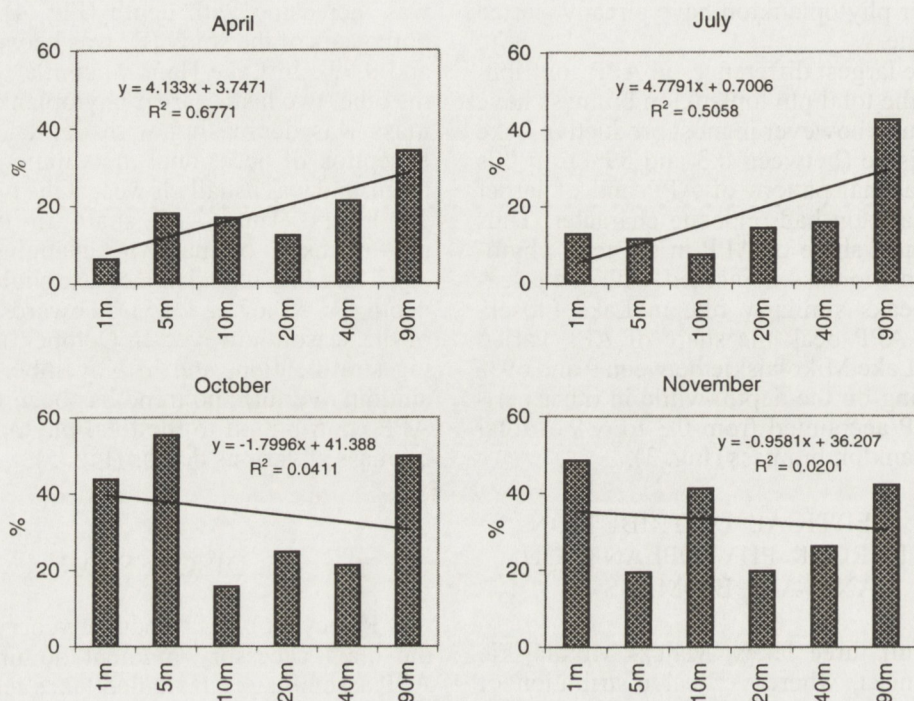 April
60
40
20
0
%
y = 4.133x + 3.7471
R² = 0.6771
1m
5m
10m
20m
40m
90m
July
60
40
20
0
%
y = 4.7791x + 0.7006
R² = 0.5058
1m
5m
10m
20m
40m
90m
October
60
40
20
0
%
y = -1.7996x + 41.388
R² = 0.0411
1m
5m
10m
20m
40m
90m
November
60
40
20
0
%
y = -0.9581x + 36.207
R² = 0.0201
1m
5m
10m
20m
40m
90m